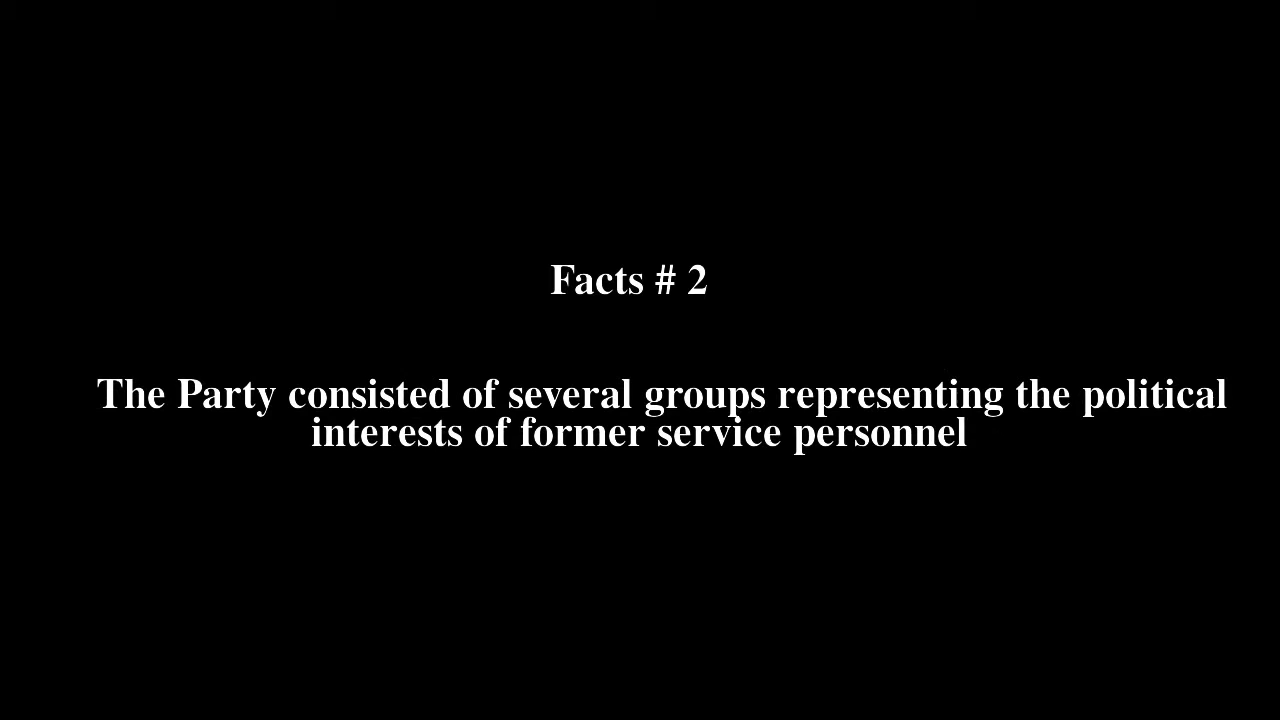 Facts # 2
The Party consisted of several groups representing the political
interests of former service personnel